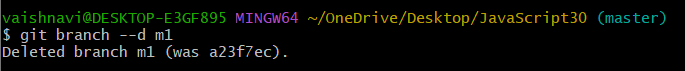 vaishnavi@DESKTOP-E3GF895 MINGW64 ~/OneDrive/Desktop/JavaScript30 (master)
$ git branch --d m1
Deleted branch m1 (was a23f7ec).